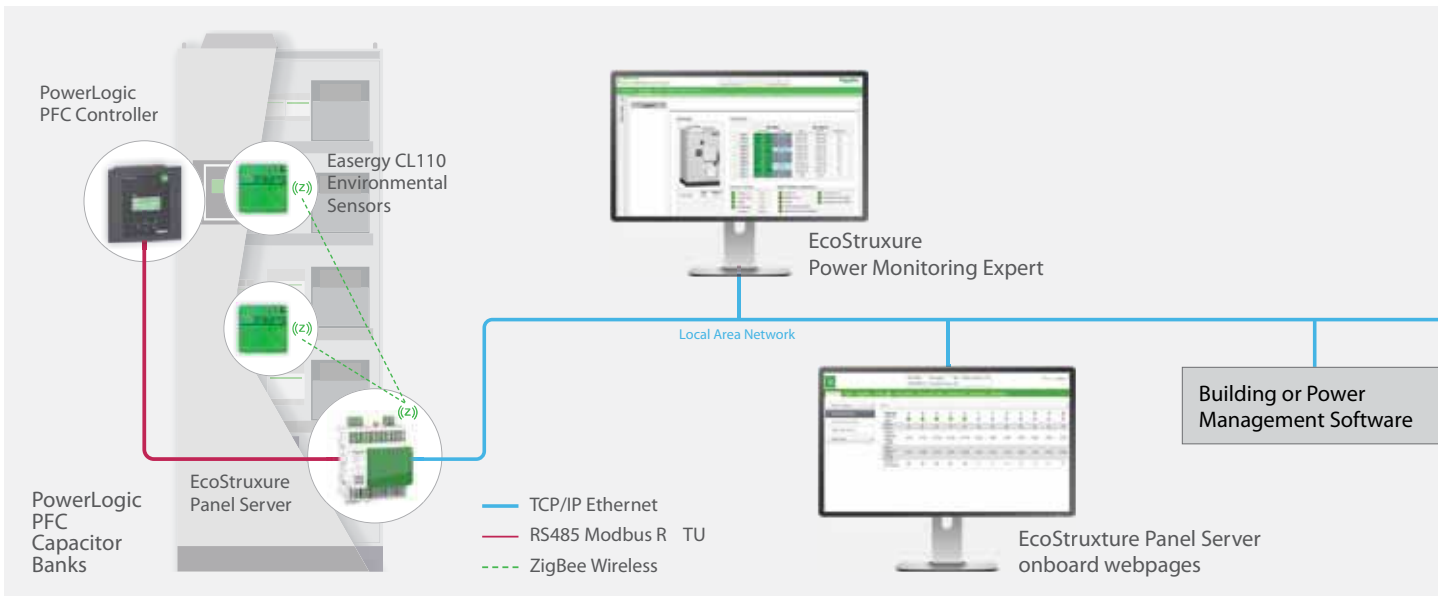 PowerLogic
PFC Controller
Easergy CL110
Environmental
Sensors
((z))
((z))
((z))
EcoStruxure
Power Monitoring Expert
Local Area Network
Building or Power
Management Software
EcoStruxure
Panel Server
PowerLogic
PFC
Capacitor
Banks
TCP/IP Ethernet
RS485 Modbus R TU
ZigBee Wireless
EcoStruxture Panel Server
onboard webpages